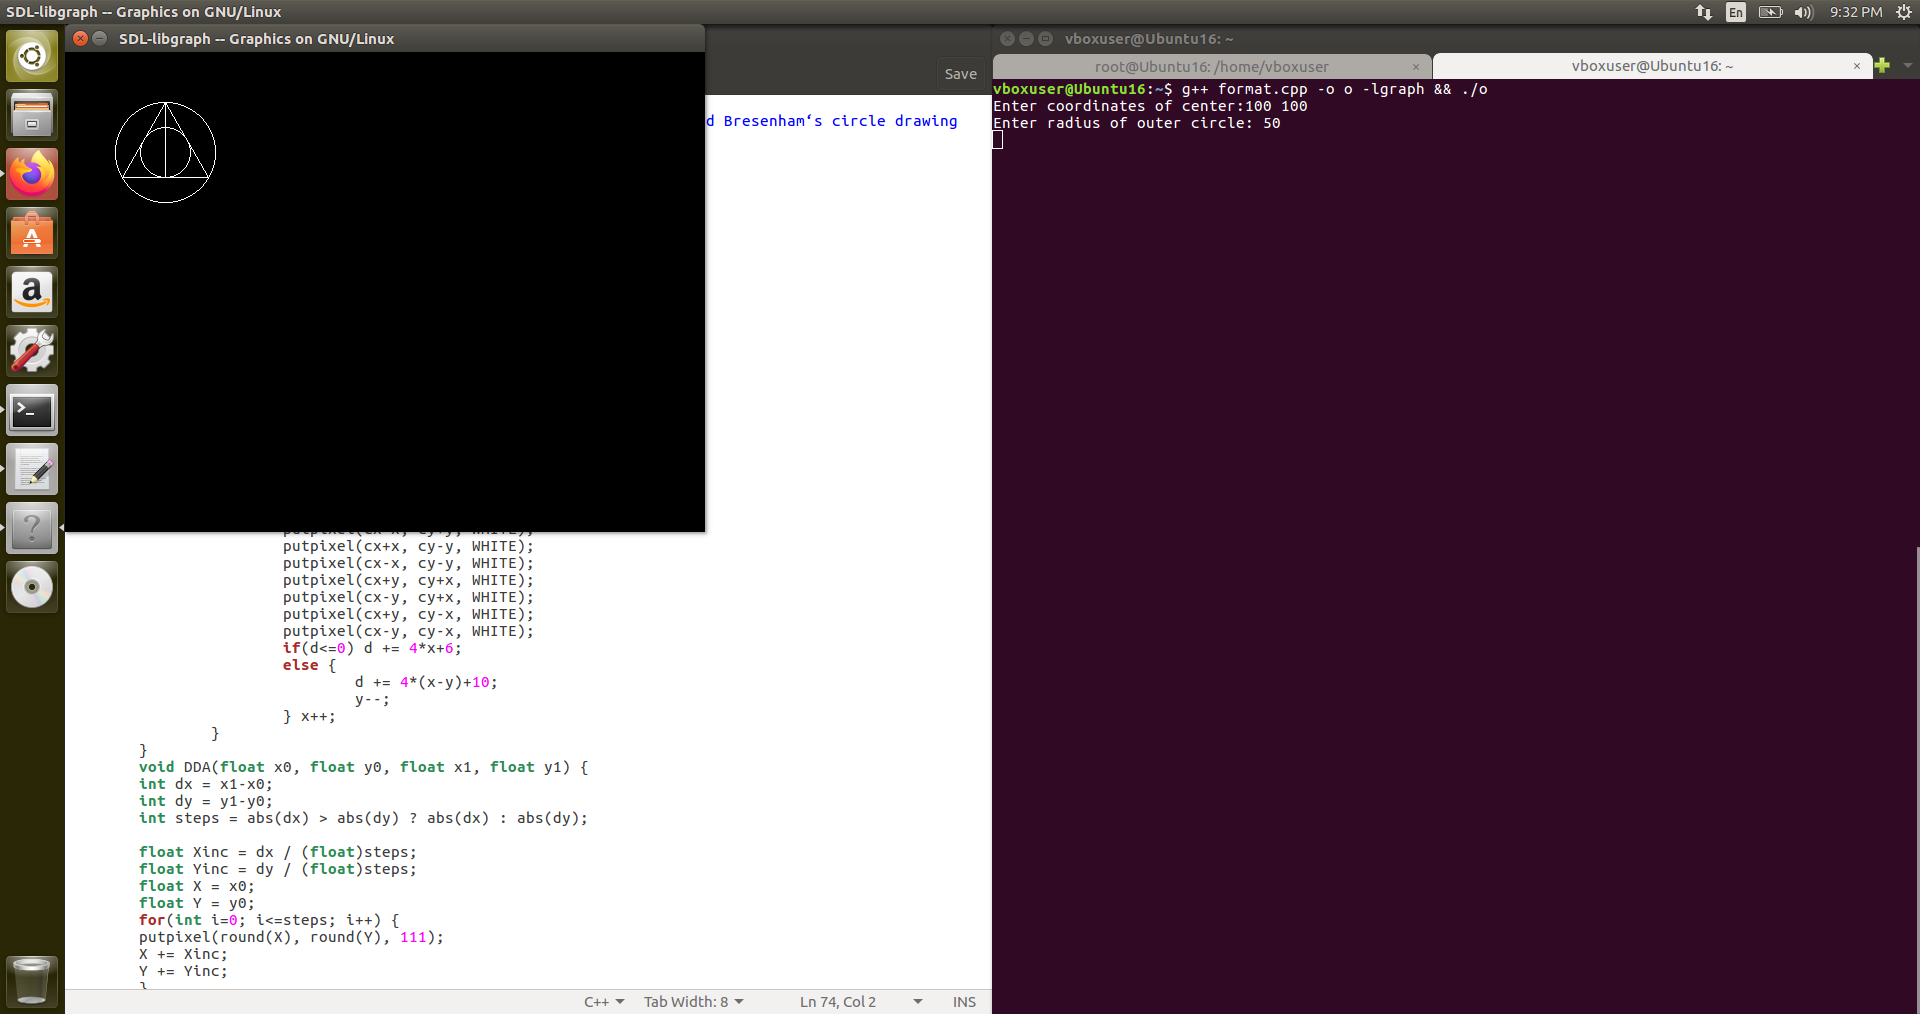 SDL-libgraph -- Graphics on GNU/Linux
En
9:32 PM
SDL-libgraph -- Graphics on GNU/Linux
Save
d Bresenham‘s circle drawing
putpixel(cx-x, cy+y, WHITE);
putpixel(cx+x, cy-y, WHITE);
putpixel(cx-x, cy-y, WHITE);
putpixel(cx+y, cy+x, WHITE);
putpixel(cx-y, cy+x, WHITE);
putpixel(cx+y, cy-x, WHITE);
putpixel(cx-y, cy-x, WHITE);
if(d<=0) d += 4*x+6;
else {
d += 4*(x-y)+10;
y--;
} x++;
}
}
void DDA(float x0, float y0, float x1, float y1) {
int dx = x1-x0;
int dy = y1-y0;
int steps = abs(dx) > abs(dy) ? abs(dx) : abs(dy);
float Xinc = dx / (float)steps;
float Yinc = dy / (float)steps;
float X = x0;
float Y = y0;
for(int i=0; i<=steps; i++) {
putpixel(round(X), round(Y), 111);
X += Xinc;
Y += Yinc;
}
C++
Tab Width: 8
Ln 74, Col 2
INS
vboxuser@Ubuntu16: ~
root@Ubuntu16: /home/vboxuser
vboxuser@Ubuntu16: ~
vboxuser@Ubuntu16:~$ g++ format.cpp -o o -lgraph && ./o
Enter coordinates of center:100 100
Enter radius of outer circle: 50